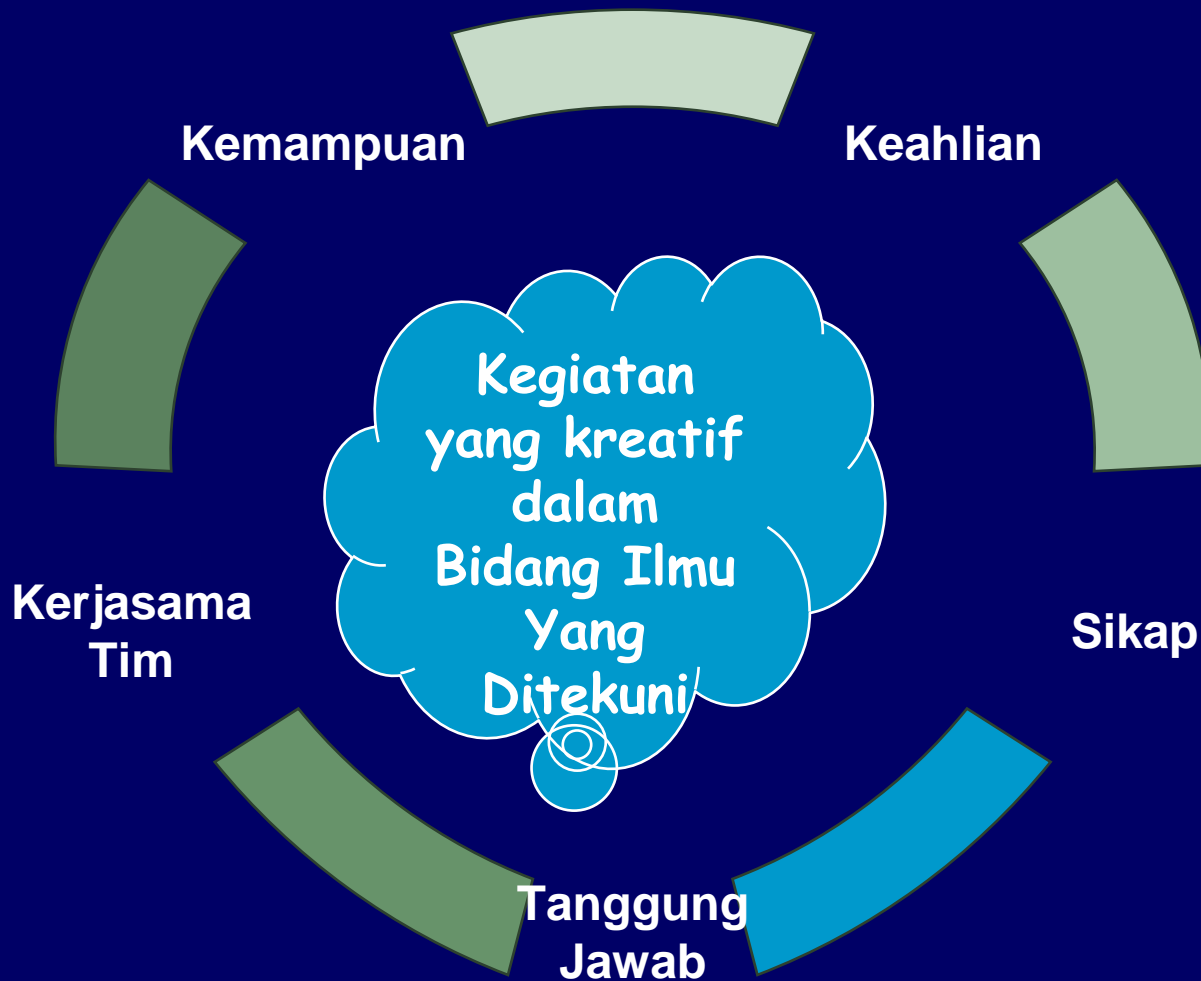 Kemampuan
Keahlian
Kegiatan
yang kreatif
dalam
Bidang Ilmu
Yang
Ditekuni
Kerjasama
Tim
Sikap
Tanggung
Jawab